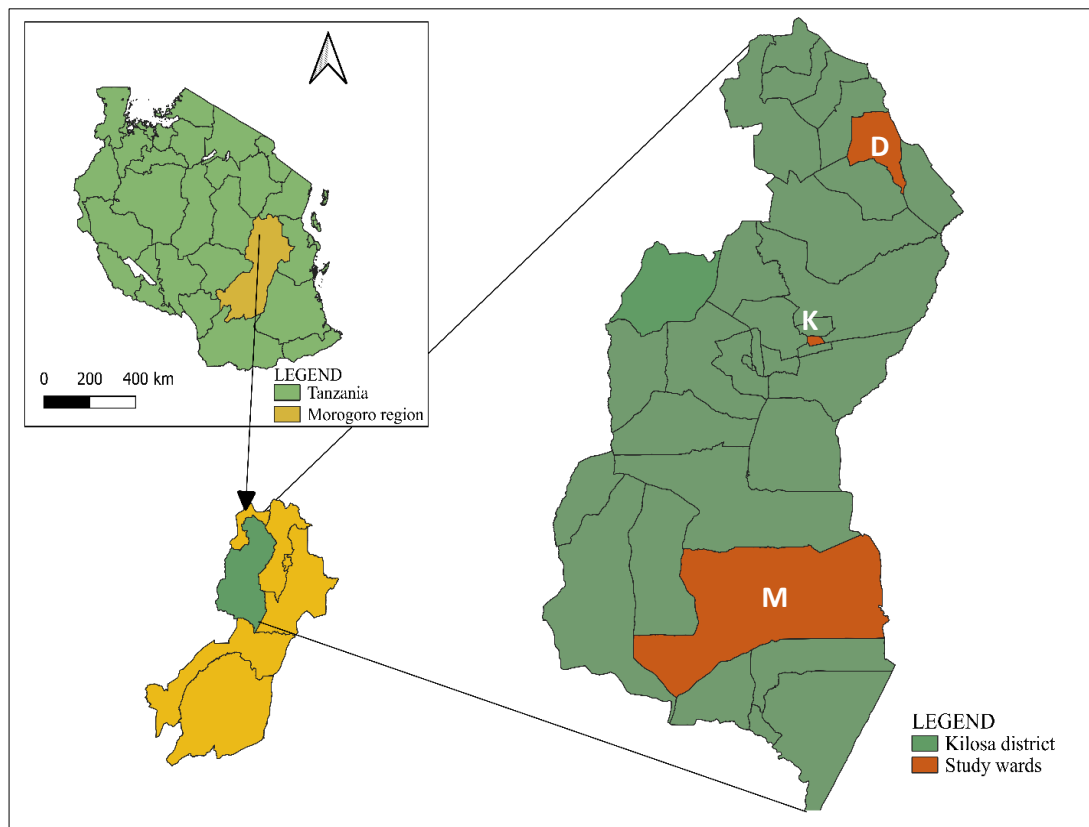 0 200 400 km
LEGEND
Tanzania
Morogoro region
D
K
M
LEGEND
Kilosa district
Study wards